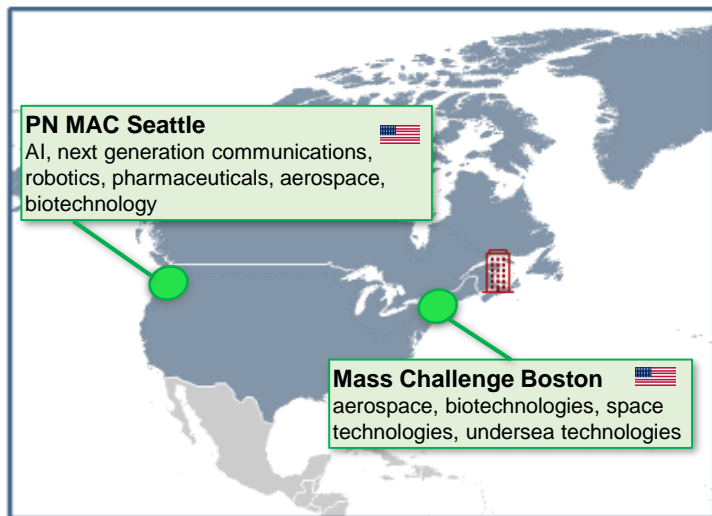 PN MAC Seattle
AI, next generation communications,
robotics, pharmaceuticals, aerospace,
biotechnology
Mass Challenge Boston
aerospace, biotechnologies, space
technologies, undersea technologies